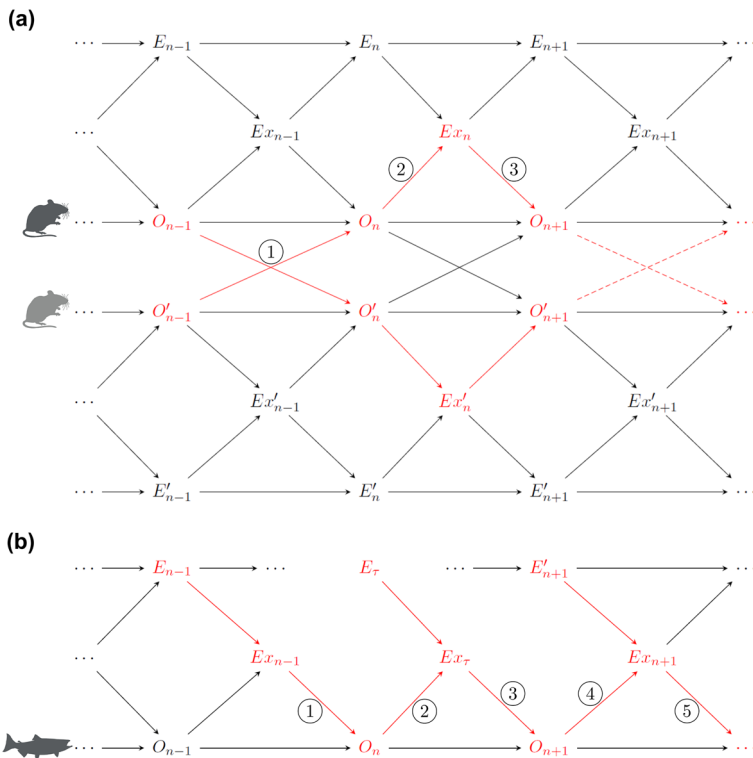 (a)
··· E_{n−1} E_n E_{n+1} ···
··· Ex_{n−1} Ex_n Ex_{n+1}
② ③
··· O_{n−1} O_n O_{n+1} ···
①
··· O′_{n−1} O′_n O′_{n+1} ···
··· Ex′_{n−1} Ex′_n Ex′_{n+1}
··· E′_{n−1} E′_n E′_{n+1} ···
(b)
··· E_{n−1} ··· E_τ ··· E′_{n+1} ···
··· Ex_{n−1} Ex_τ Ex_{n+1} ···
① ② ③ ④ ⑤
··· O_{n−1} O_n O_{n+1} ···